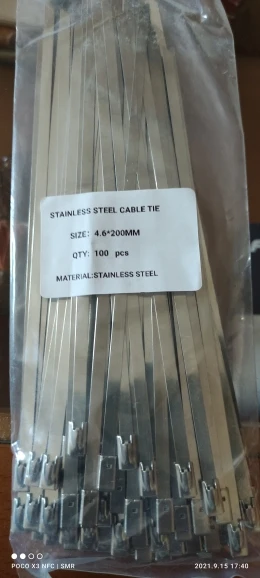 STAINLESS STEEL CABLE TIE
SIZE: 4.6*200MM
QTY: 100 pcs
MATERIAL:STAINLESS STEEL
POCO X3 NFC | SMR
2021.9.15 17:40